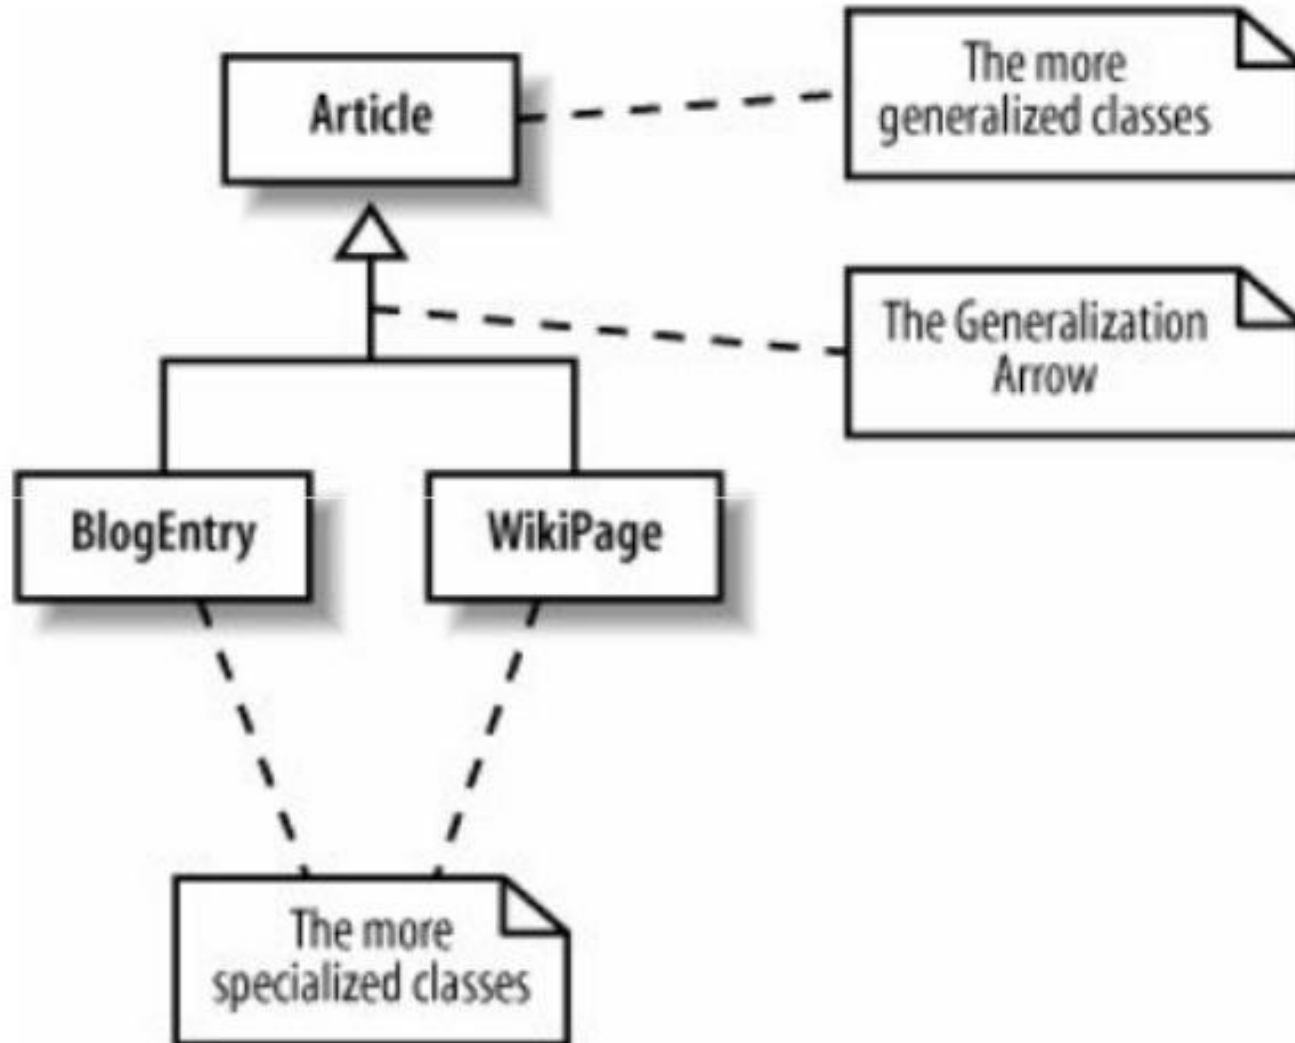 Article
The more
generalized classes
The Generalization
Arrow
BlogEntry
WikiPage
The more
specialized classes